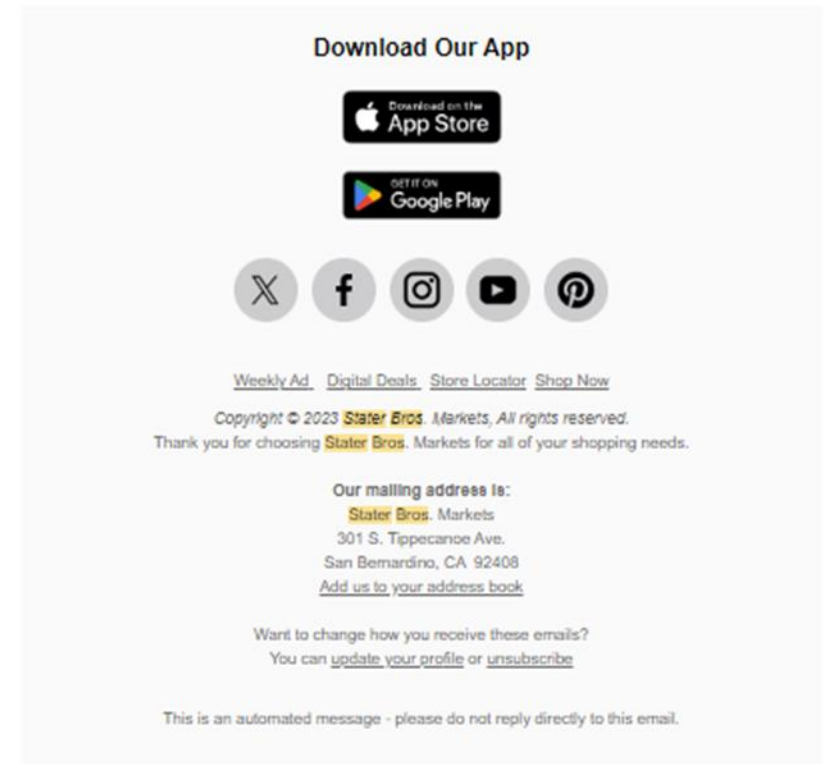 Download Our App
Download on the
App Store
GET IT ON
Google Play
Weekly Ad Digital Deals Store Locator Shop Now
Copyright © 2023 Stater Bros. Markets, All rights reserved.
Thank you for choosing Stater Bros. Markets for all of your shopping needs.
Our mailing address is:
Stater Bros. Markets
301 S. Tippecanoe Ave.
San Bernardino, CA 92408
Add us to your address book
Want to change how you receive these emails?
You can update your profile or unsubscribe
This is an automated message - please do not reply directly to this email.